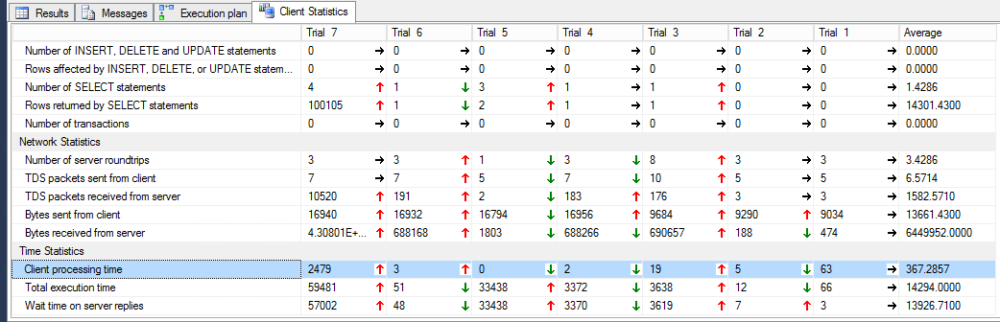 Results Messages Execution plan Client Statistics
Trial 7 Trial 6 Trial 5 Trial 4 Trial 3 Trial 2 Trial 1 Average
Number of INSERT, DELETE and UPDATE statements 0 → 0 → 0 → 0 → 0 → 0 → 0 → 0.0000
Rows affected by INSERT, DELETE, or UPDATE statem... 0 → 0 → 0 → 0 → 0 → 0 → 0 → 0.0000
Number of SELECT statements 4 ↑ 1 ↓ 3 ↑ 1 → 1 ↑ 0 → 0 → 1.4286
Rows returned by SELECT statements 100105 ↑ 1 ↓ 2 ↑ 1 → 1 ↑ 0 → 0 → 14301.4300
Number of transactions 0 → 0 → 0 → 0 → 0 → 0 → 0 → 0.0000
Network Statistics
Number of server roundtrips 3 → 3 ↑ 1 ↓ 3 ↓ 8 ↑ 3 → 3 → 3.4286
TDS packets sent from client 7 → 7 ↑ 5 ↓ 7 ↓ 10 ↑ 5 → 5 → 6.5714
TDS packets received from server 10520 ↑ 191 ↑ 2 ↓ 183 ↑ 176 ↑ 3 → 3 → 1582.5710
Bytes sent from client 16940 ↑ 16932 ↑ 16794 ↓ 16956 ↑ 9684 ↑ 9290 ↑ 9034 → 13661.4300
Bytes received from server 4.30801E+... ↑ 688168 ↑ 1803 ↓ 688266 ↓ 690657 ↑ 188 ↓ 474 → 6449952.0000
Time Statistics
Client processing time 2479 ↑ 3 ↑ 0 ↓ 2 ↓ 19 ↑ 5 ↓ 63 → 367.2857
Total execution time 59481 ↑ 51 ↓ 33438 ↑ 3372 ↓ 3638 ↑ 12 ↓ 66 → 14294.0000
Wait time on server replies 57002 ↑ 48 ↓ 33438 ↑ 3370 ↓ 3619 ↑ 7 ↑ 3 → 13926.7100